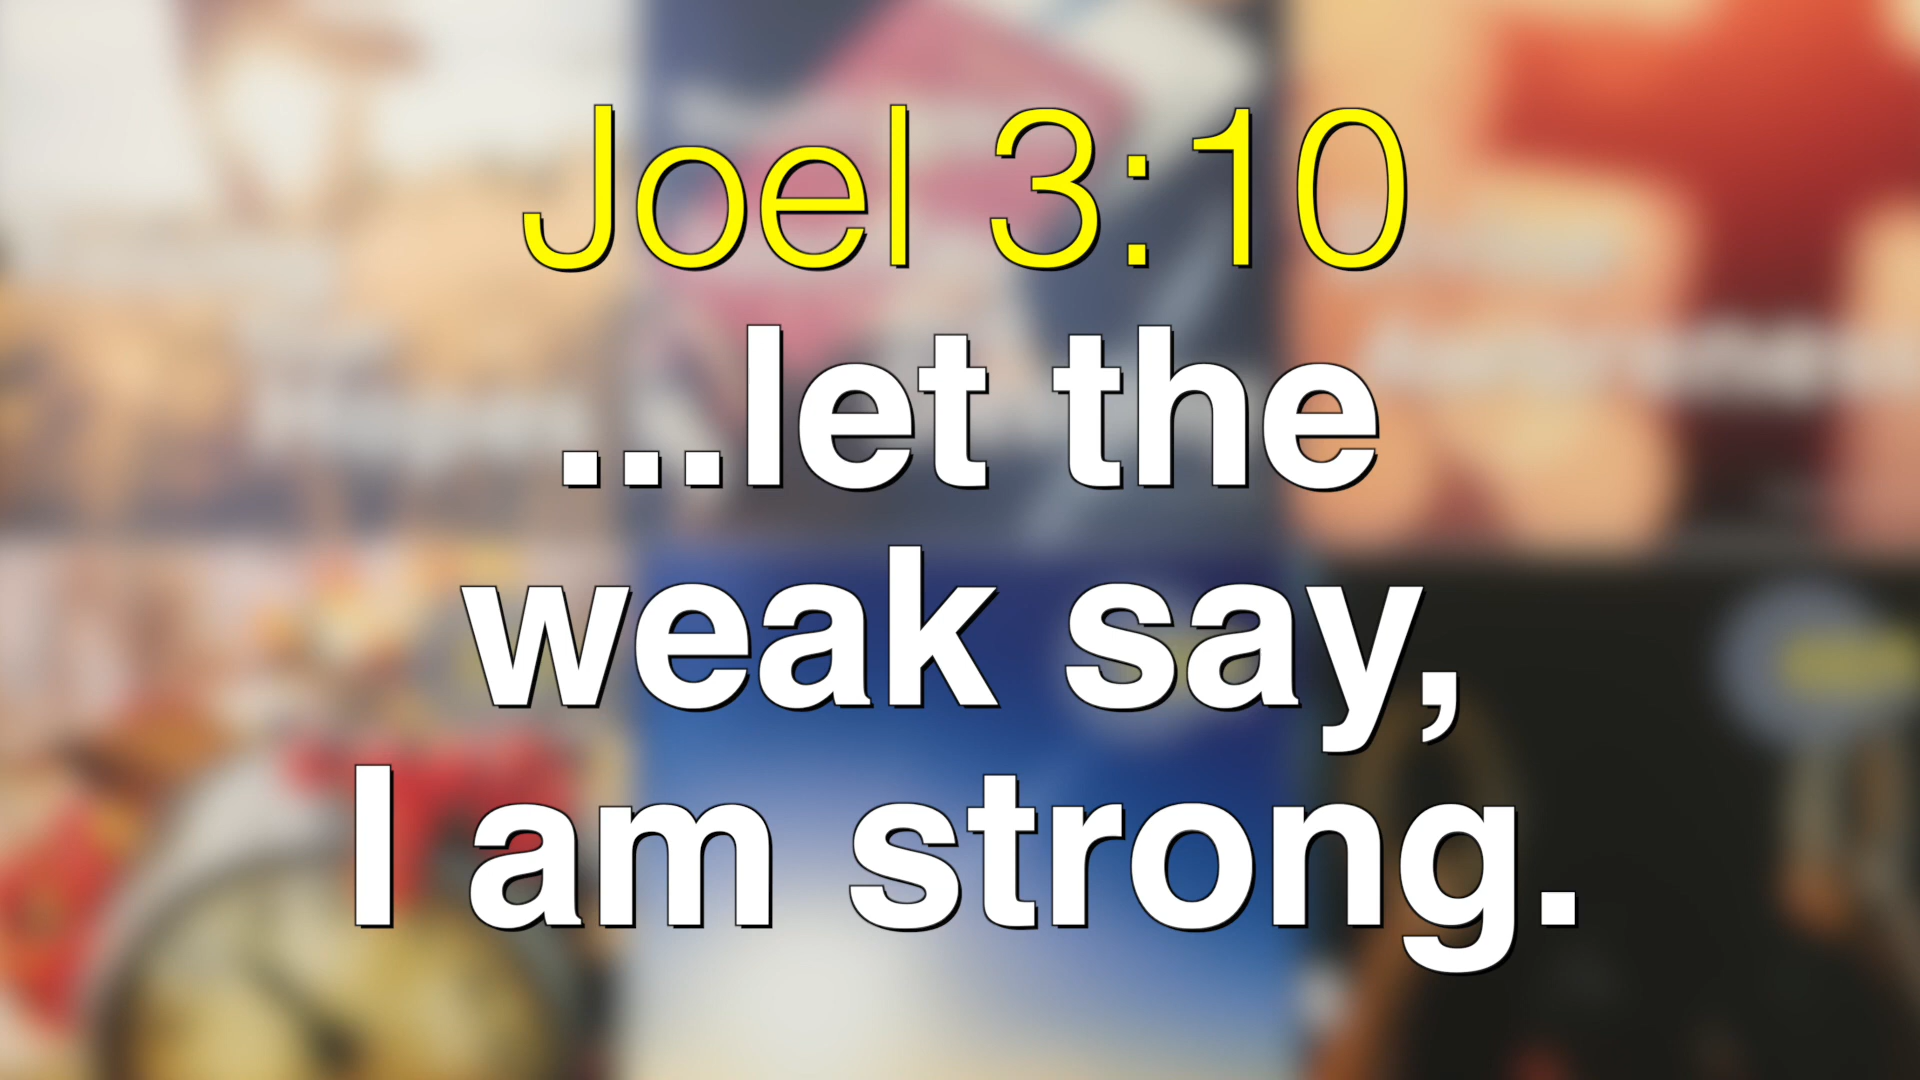 Joel 3:10
...let the
weak say,
I am strong.